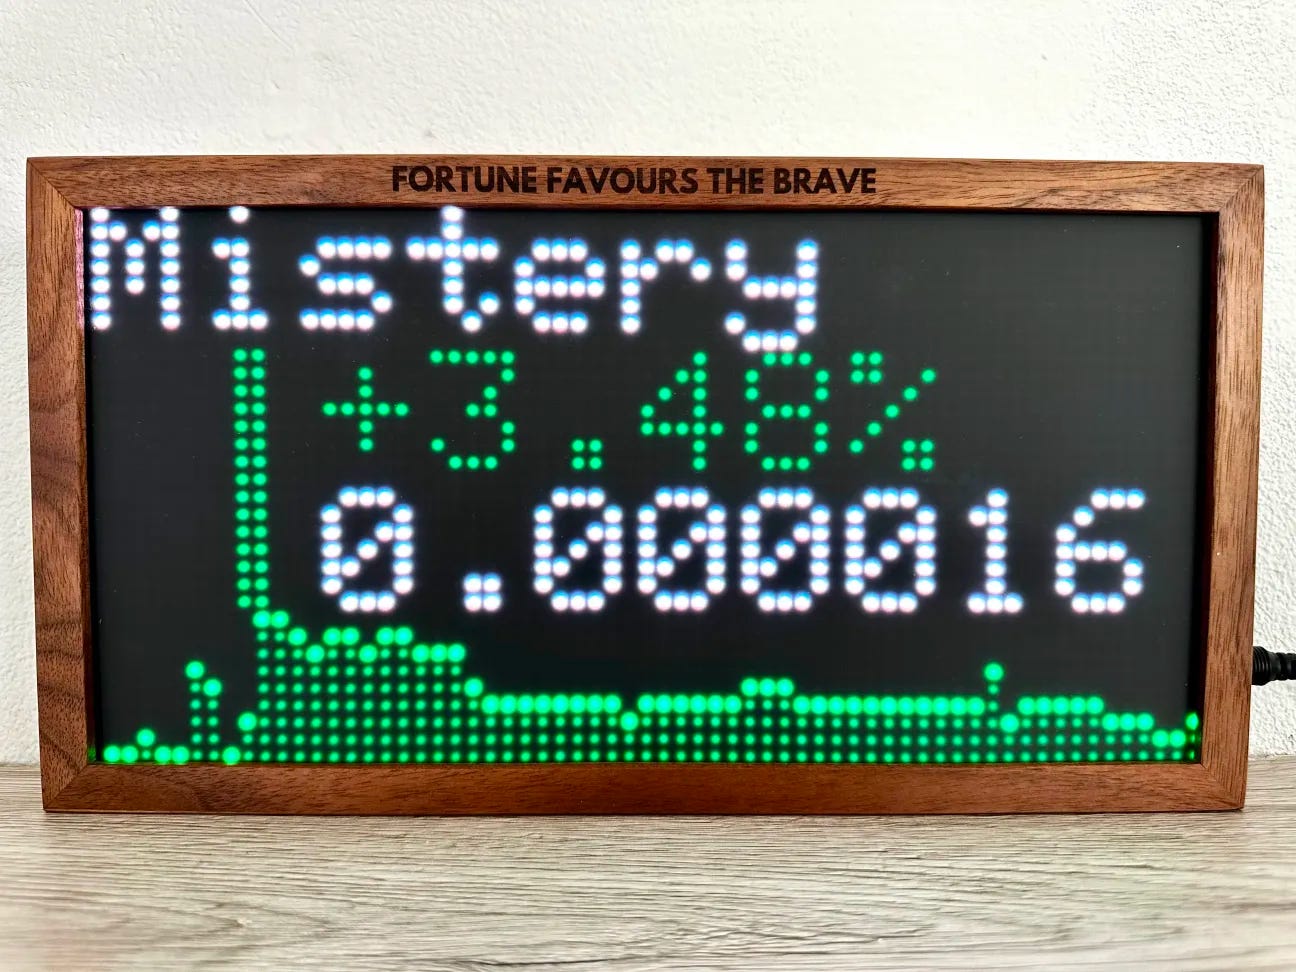 FORTUNE FAVOURS THE BRAVE
Mistery
+3.48%
0.000016